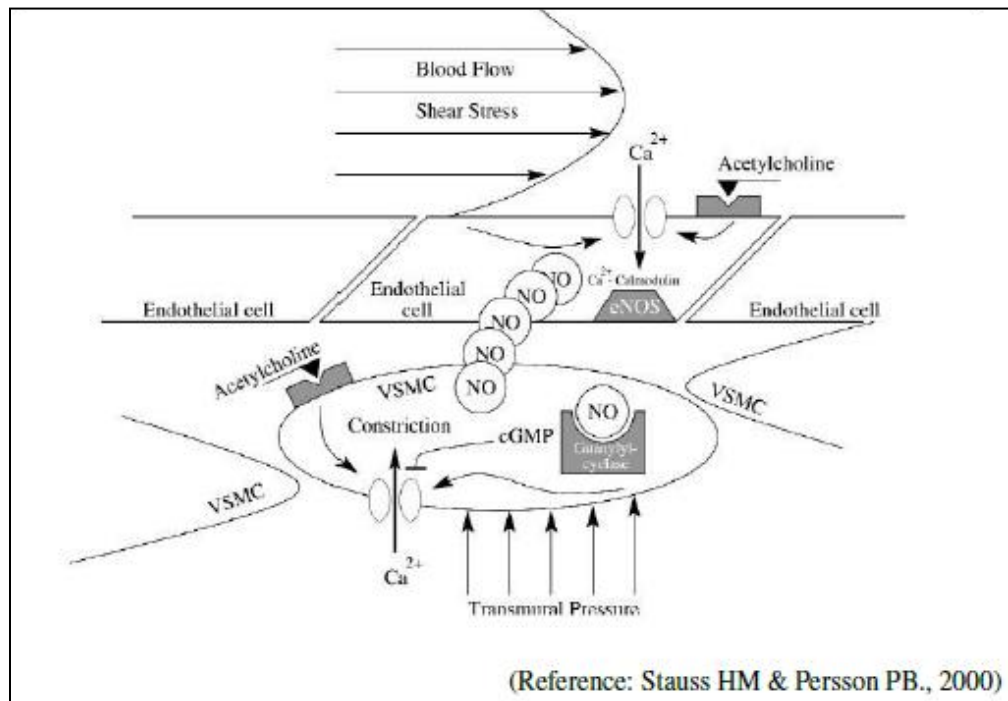 Blood Flow
Shear Stress
Ca2+
Acetylcholine
Ca2+- Calmodulin
eNOS
NO
NO
NO
NO
NO
Endothelial cell
Endothelial
cell
Endothelial cell
Acetylcholine
VSMC
Constriction
cGMP
NO
Guanylyl-
cyclase
VSMC
VSMC
Ca2+
Transmural Pressure
(Reference: Stauss HM & Persson PB., 2000)